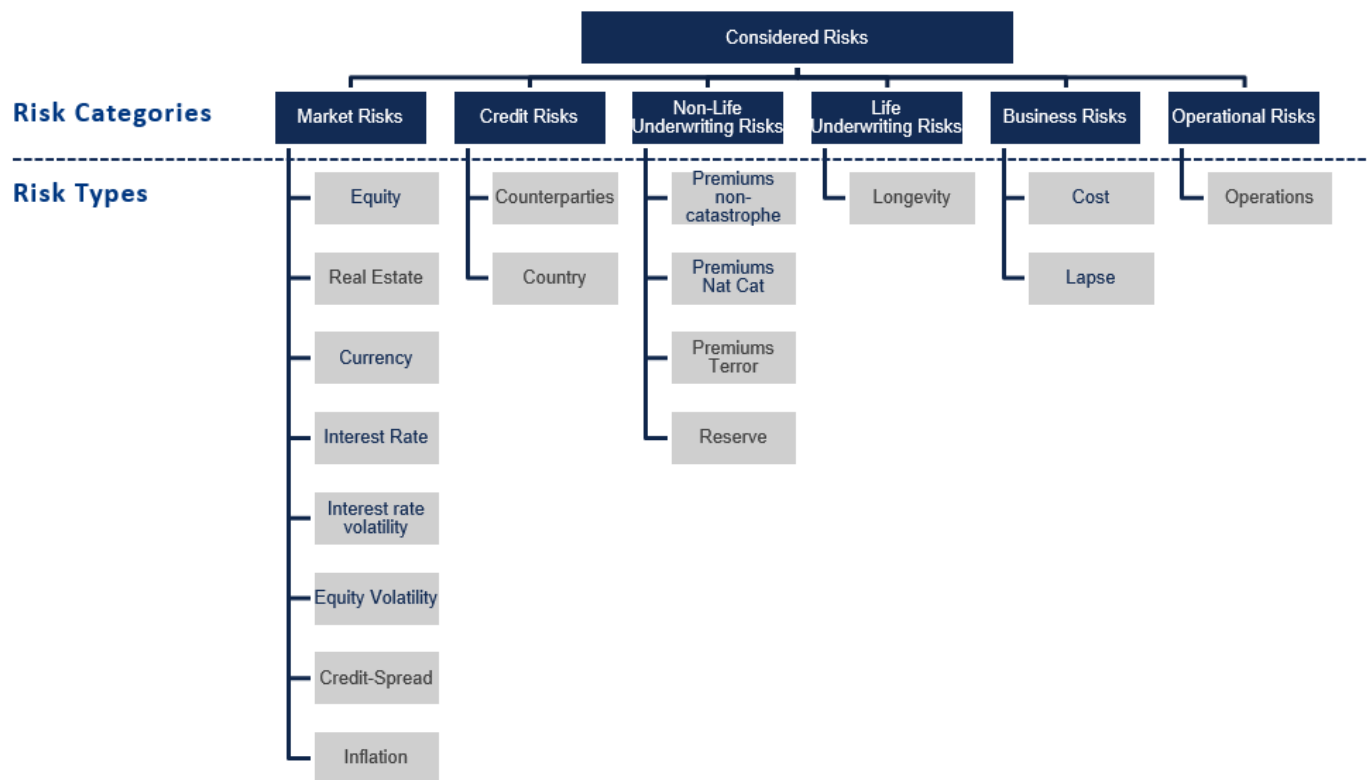 Considered Risks
Risk Categories
Market Risks
Credit Risks
Non-Life
Underwriting Risks
Life
Underwriting Risks
Business Risks
Operational Risks
Risk Types
Equity
Real Estate
Currency
Interest Rate
Interest rate
volatility
Equity Volatility
Credit-Spread
Inflation
Counterparties
Country
Premiums
non-
catastrophe
Premiums
Nat Cat
Premiums
Terror
Reserve
Longevity
Cost
Lapse
Operations